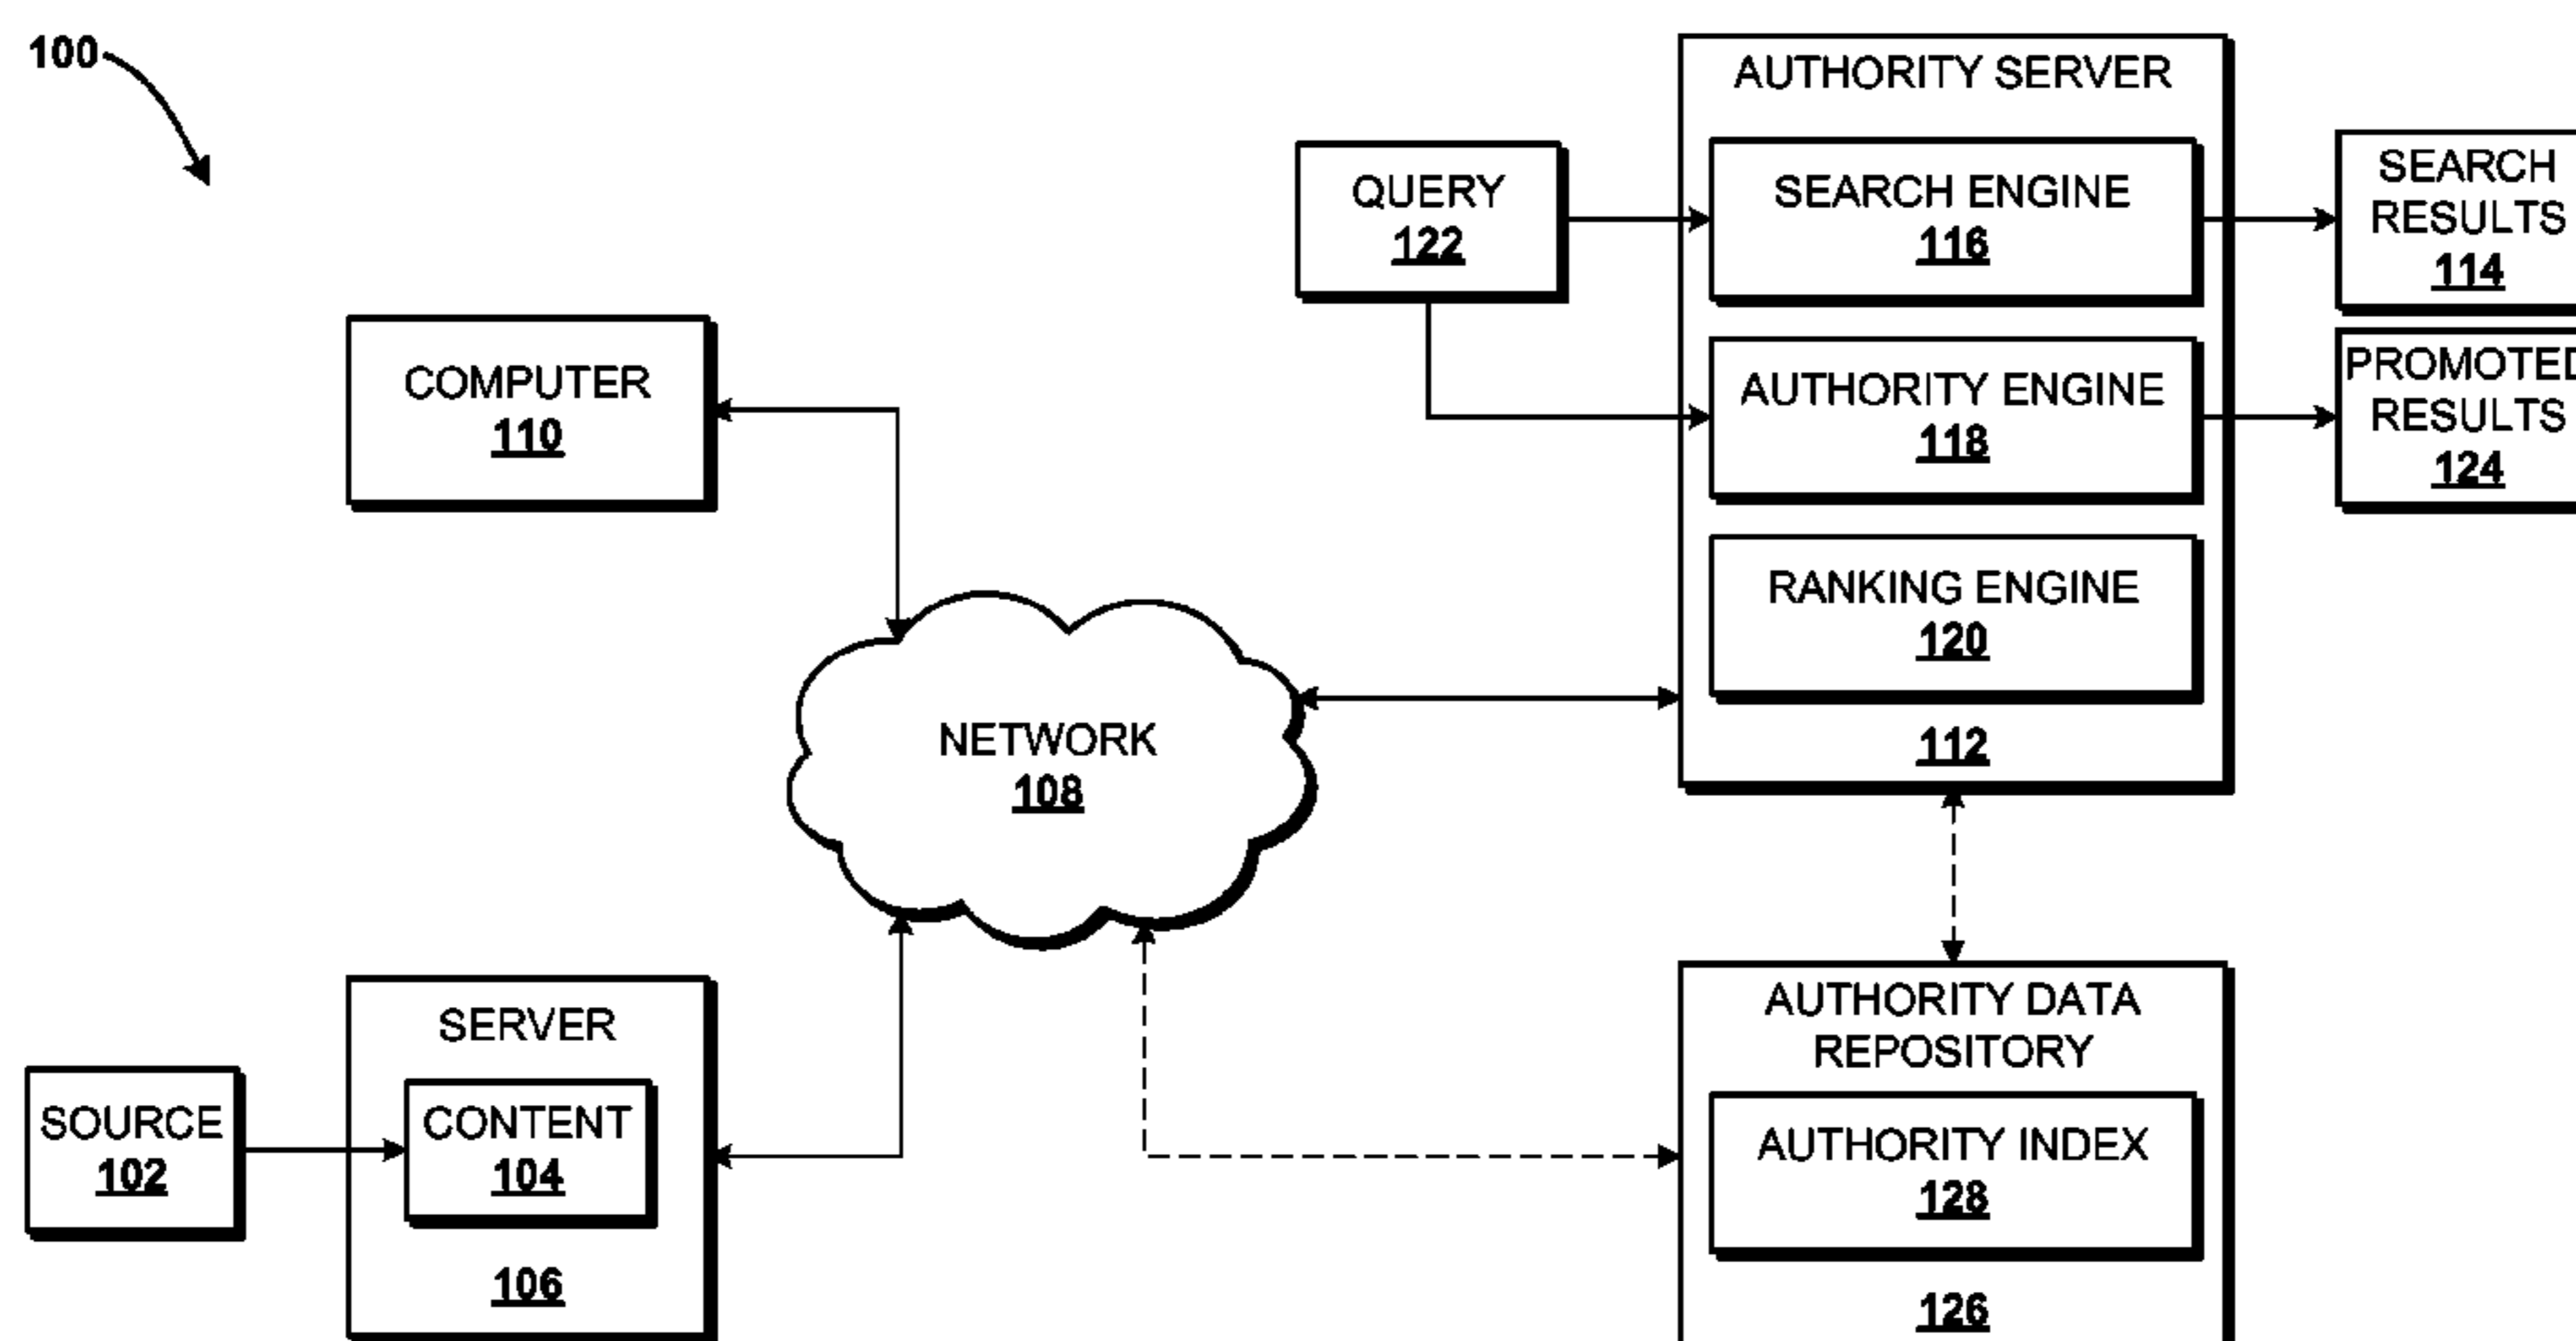 100
AUTHORITY SERVER
QUERY
122
SEARCH ENGINE
116
SEARCH
RESULTS
114
COMPUTER
110
AUTHORITY ENGINE
118
PROMOTED
RESULTS
124
RANKING ENGINE
120
112
NETWORK
108
SERVER
SOURCE
102
CONTENT
104
106
AUTHORITY DATA
REPOSITORY
AUTHORITY INDEX
128
126